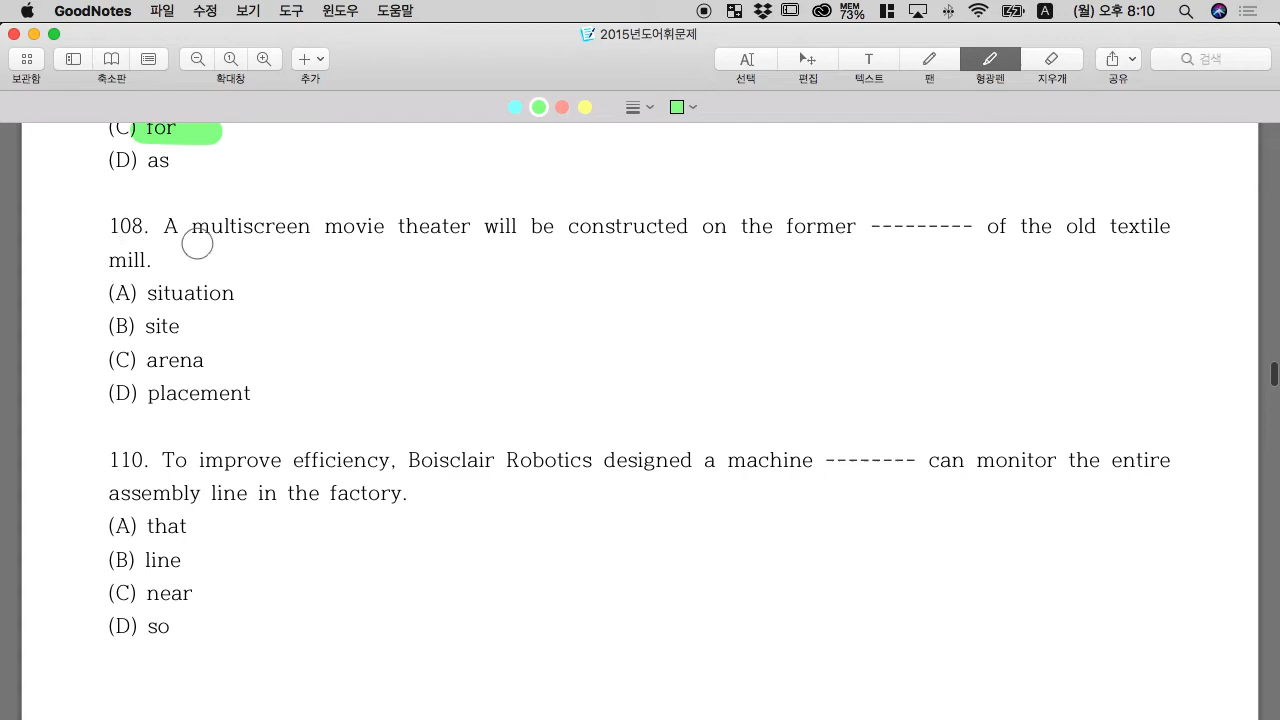 GoodNotes 파일 수정 보기 도구 윈도우 도움말 MEM 73% A (월) 오후 8:10
2015년도어휘문제
보관함 축소판 확대창 추가 선택 편집 텍스트 펜 형광펜 지우개 공유 검색
(C) for
(D) as
108. A multiscreen movie theater will be constructed on the former --------- of the old textile
mill.
(A) situation
(B) site
(C) arena
(D) placement
110. To improve efficiency, Boisclair Robotics designed a machine -------- can monitor the entire
assembly line in the factory.
(A) that
(B) line
(C) near
(D) so